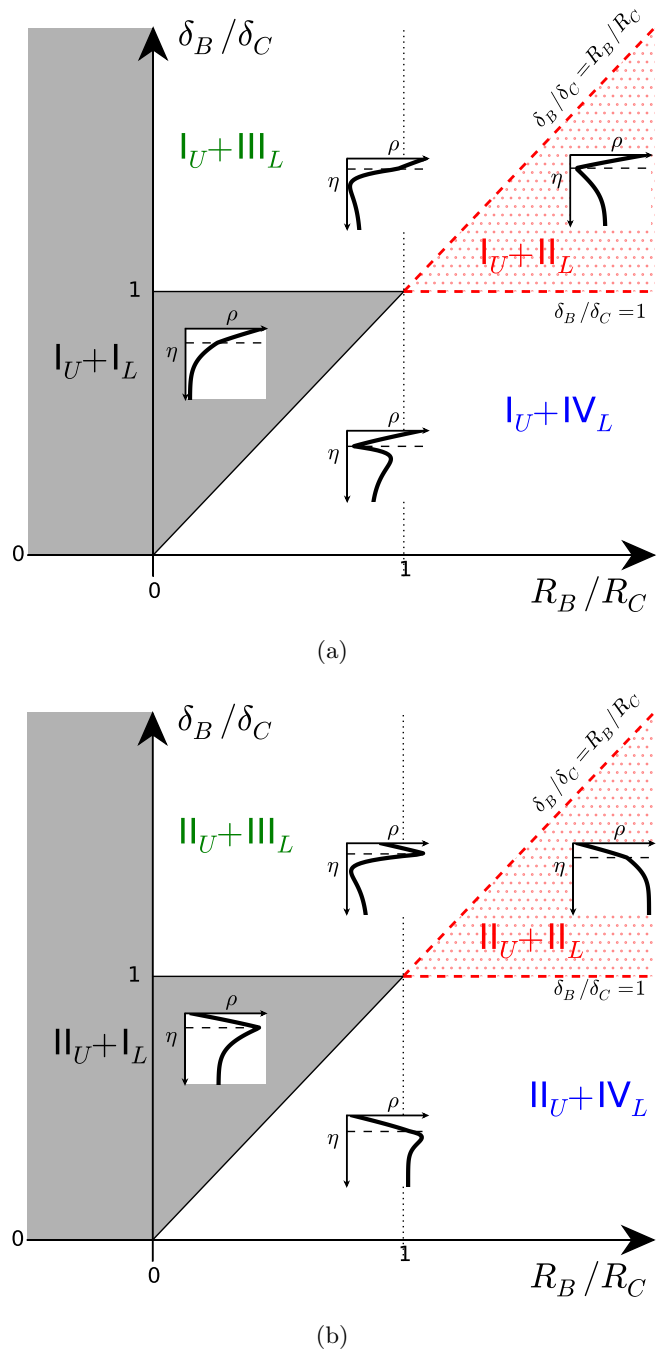 δ_B/δ_C
δ_B/δ_C=R_B/R_C
I_U+III_L
ρ
η
ρ
η
I_U+II_L
1
δ_B/δ_C=1
ρ
η
I_U+I_L
I_U+IV_L
ρ
η
0
0
1
R_B/R_C
(a)
δ_B/δ_C
δ_B/δ_C=R_B/R_C
II_U+III_L
ρ
η
ρ
η
II_U+II_L
1
δ_B/δ_C=1
ρ
η
II_U+I_L
II_U+IV_L
ρ
η
0
0
1
R_B/R_C
(b)